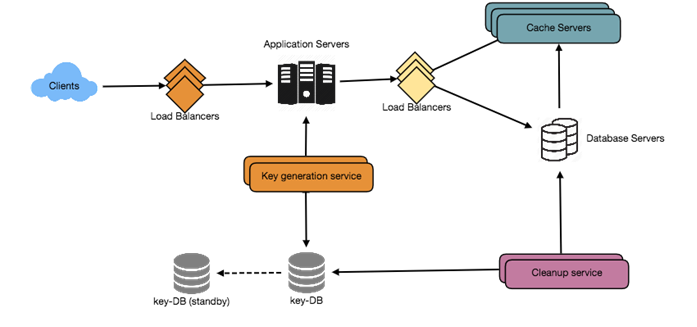 Cache Servers
Application Servers
Clients
Load Balancers
Load Balancers
Database Servers
Key generation service
Cleanup service
key-DB (standby)
key-DB